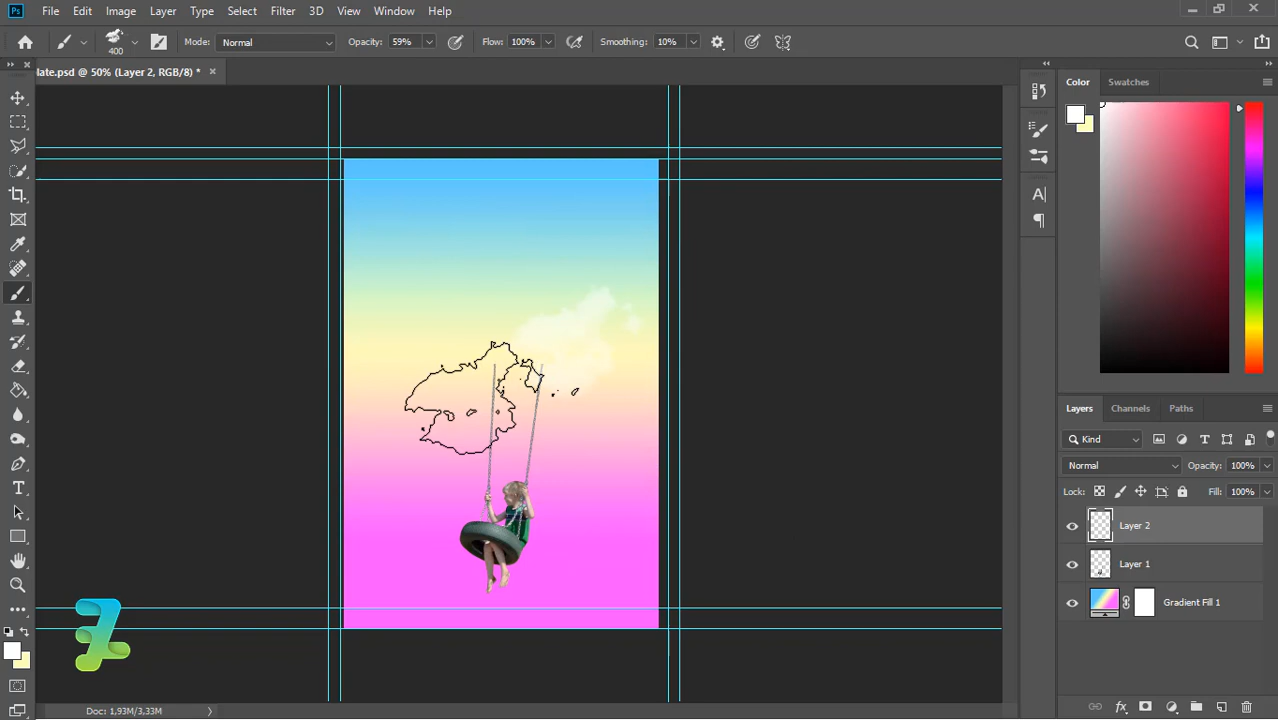 Ps File Edit Image Layer Type Select Filter 3D View Window Help
400 Mode: Normal Opacity: 59% Flow: 100% Smoothing: 10%
late.psd @ 50% (Layer 2, RGB/8) *
Color Swatches
Layers Channels Paths
Kind
Normal Opacity: 100%
Lock: Fill: 100%
Layer 2
Layer 1
Gradient Fill 1
Doc: 1,93M/3,33M